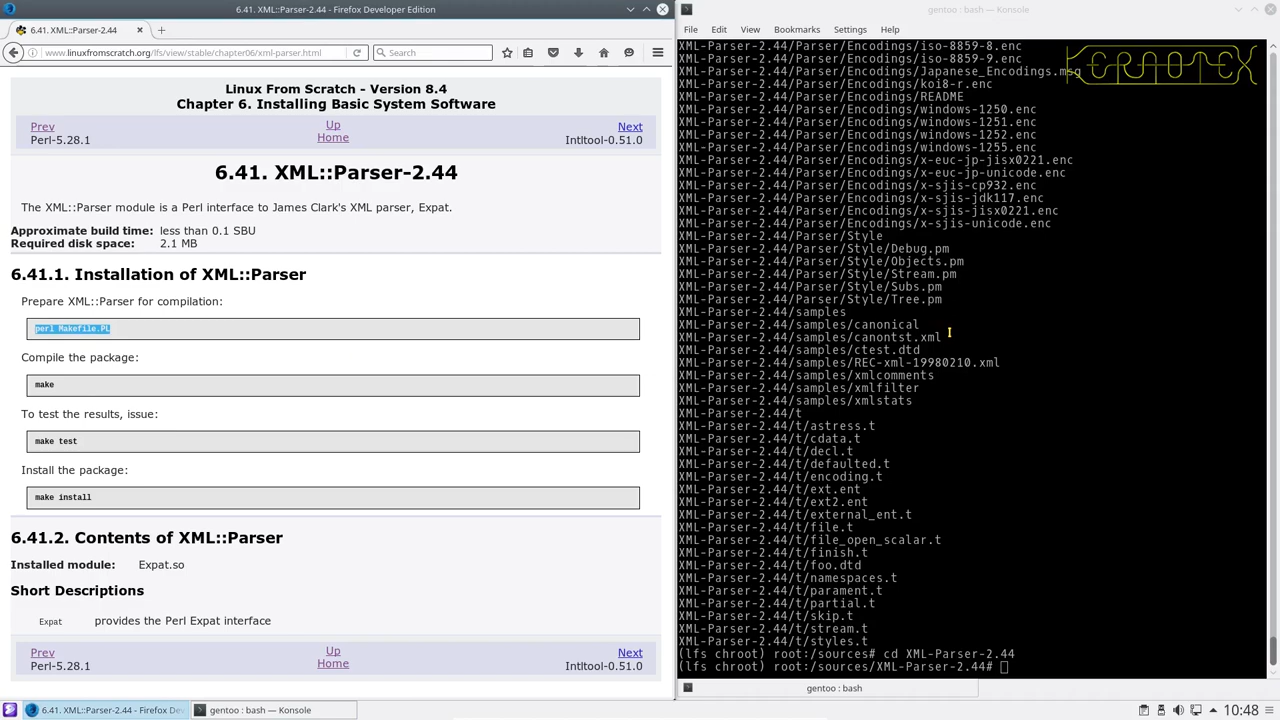 6.41. XML::Parser-2.44 - Firefox Developer Edition
6.41. XML::Parser-2.44
www.linuxfromscratch.org/lfs/view/stable/chapter06/xml-parser.html
Search
Linux From Scratch - Version 8.4
Chapter 6. Installing Basic System Software
Prev
Up
Next
Perl-5.28.1
Home
Intltool-0.51.0
6.41. XML::Parser-2.44
The XML::Parser module is a Perl interface to James Clark's XML parser, Expat.
Approximate build time: less than 0.1 SBU
Required disk space: 2.1 MB
6.41.1. Installation of XML::Parser
Prepare XML::Parser for compilation:
perl Makefile.PL
Compile the package:
make
To test the results, issue:
make test
Install the package:
make install
6.41.2. Contents of XML::Parser
Installed module: Expat.so
Short Descriptions
Expat provides the Perl Expat interface
Prev
Up
Next
Perl-5.28.1
Home
Intltool-0.51.0
gentoo : bash — Konsole
File Edit View Bookmarks Settings Help
KERAOTEX
XML-Parser-2.44/Parser/Encodings/iso-8859-8.enc
XML-Parser-2.44/Parser/Encodings/iso-8859-9.enc
XML-Parser-2.44/Parser/Encodings/Japanese_Encodings.msg
XML-Parser-2.44/Parser/Encodings/koi8-r.enc
XML-Parser-2.44/Parser/Encodings/README
XML-Parser-2.44/Parser/Encodings/windows-1250.enc
XML-Parser-2.44/Parser/Encodings/windows-1251.enc
XML-Parser-2.44/Parser/Encodings/windows-1252.enc
XML-Parser-2.44/Parser/Encodings/windows-1255.enc
XML-Parser-2.44/Parser/Encodings/x-euc-jp-jisx0221.enc
XML-Parser-2.44/Parser/Encodings/x-euc-jp-unicode.enc
XML-Parser-2.44/Parser/Encodings/x-sjis-cp932.enc
XML-Parser-2.44/Parser/Encodings/x-sjis-jdk117.enc
XML-Parser-2.44/Parser/Encodings/x-sjis-jisx0221.enc
XML-Parser-2.44/Parser/Encodings/x-sjis-unicode.enc
XML-Parser-2.44/Parser/Style
XML-Parser-2.44/Parser/Style/Debug.pm
XML-Parser-2.44/Parser/Style/Objects.pm
XML-Parser-2.44/Parser/Style/Stream.pm
XML-Parser-2.44/Parser/Style/Subs.pm
XML-Parser-2.44/Parser/Style/Tree.pm
XML-Parser-2.44/samples
XML-Parser-2.44/samples/canonical
XML-Parser-2.44/samples/canontst.xml
XML-Parser-2.44/samples/ctest.dtd
XML-Parser-2.44/samples/REC-xml-19980210.xml
XML-Parser-2.44/samples/xmlcomments
XML-Parser-2.44/samples/xmlfilter
XML-Parser-2.44/samples/xmlstats
XML-Parser-2.44/t
XML-Parser-2.44/t/astress.t
XML-Parser-2.44/t/cdata.t
XML-Parser-2.44/t/decl.t
XML-Parser-2.44/t/defaulted.t
XML-Parser-2.44/t/encoding.t
XML-Parser-2.44/t/ext.ent
XML-Parser-2.44/t/ext2.ent
XML-Parser-2.44/t/external_ent.t
XML-Parser-2.44/t/file.t
XML-Parser-2.44/t/file_open_scalar.t
XML-Parser-2.44/t/finish.t
XML-Parser-2.44/t/foo.dtd
XML-Parser-2.44/t/namespaces.t
XML-Parser-2.44/t/parament.t
XML-Parser-2.44/t/partial.t
XML-Parser-2.44/t/skip.t
XML-Parser-2.44/t/stream.t
XML-Parser-2.44/t/styles.t
(lfs chroot) root:/sources# cd XML-Parser-2.44
(lfs chroot) root:/sources/XML-Parser-2.44#
gentoo : bash
6.41. XML::Parser-2.44 - Firefox Dev
gentoo : bash — Konsole
10:48